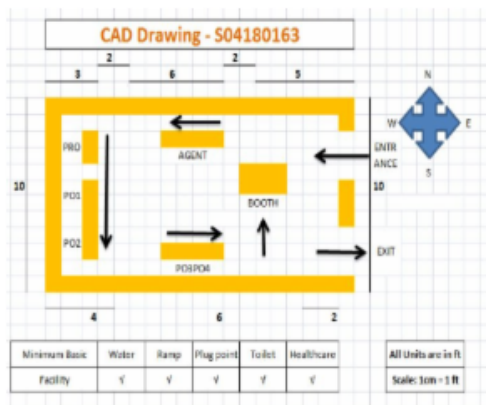 CAD Drawing - S04180163
2 2
3 6 5
N
W E
S
PRO
AGENT
ENTR
ANCE
10
10
PO1
BOOTH
PO2
EXIT
PO3PO4
4 6 2
Minimum Basic Water Ramp Plug point Toilet Healthcare
Facility √ √ √ √ √
All Units are in ft
Scale: 1cm = 1 ft